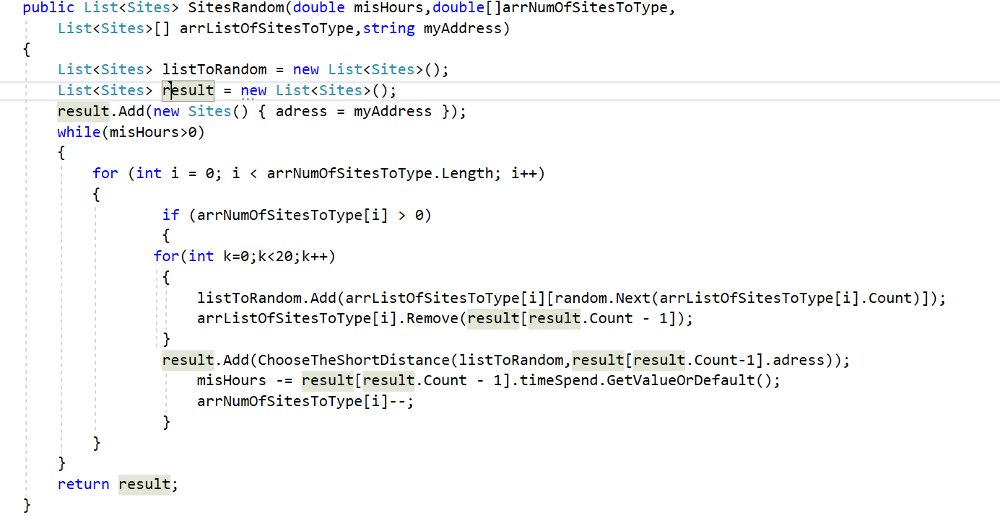 public List<Sites> SitesRandom(double misHours,double[]arrNumOfSitesToType,
List<Sites>[] arrListOfSitesToType,string myAddress)
{
List<Sites> listToRandom = new List<Sites>();
List<Sites> result = new List<Sites>();
result.Add(new Sites() { adress = myAddress });
while(misHours>0)
{
for (int i = 0; i < arrNumOfSitesToType.Length; i++)
{
if (arrNumOfSitesToType[i] > 0)
{
for(int k=0;k<20;k++)
{
listToRandom.Add(arrListOfSitesToType[i][random.Next(arrListOfSitesToType[i].Count)]);
arrListOfSitesToType[i].Remove(result[result.Count - 1]);
}
result.Add(ChooseTheShortDistance(listToRandom,result[result.Count-1].adress));
misHours -= result[result.Count - 1].timeSpend.GetValueOrDefault();
arrNumOfSitesToType[i]--;
}
}
}
return result;
}